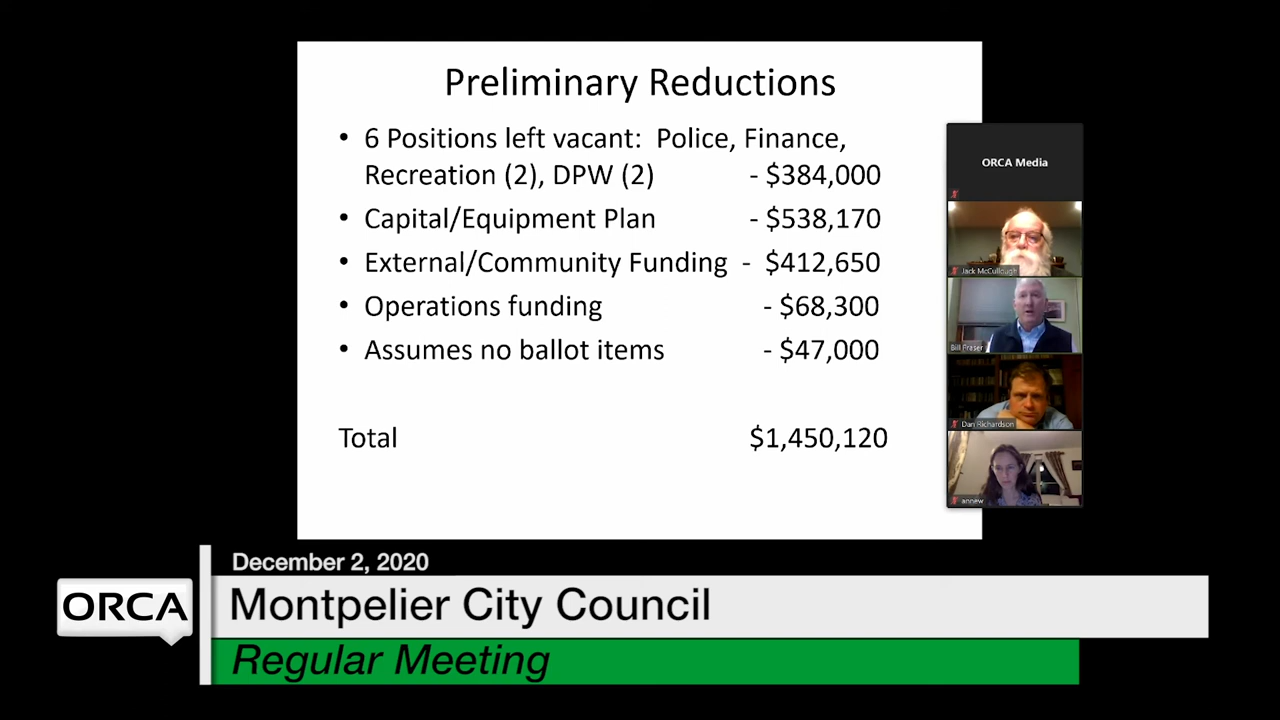 Preliminary Reductions
• 6 Positions left vacant: Police, Finance,
Recreation (2), DPW (2) - $384,000
• Capital/Equipment Plan - $538,170
• External/Community Funding - $412,650
• Operations funding - $68,300
• Assumes no ballot items - $47,000
Total $1,450,120
ORCA Media
Jack McCullough
Bill Fraser
Dan Richardson
annew
December 2, 2020
ORCA
Montpelier City Council
Regular Meeting